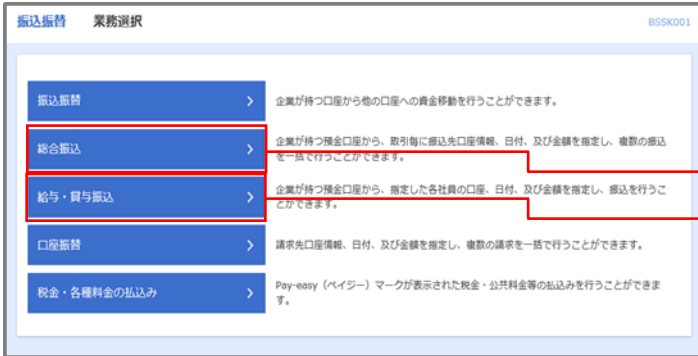 振込振替 業務選択 BSSK001
振込振替 > 企業が持つ口座から他の口座への資金移動を行うことができます。
総合振込 > 企業が持つ預金口座から、取引毎に振込先口座情報、日付、及び金額を指定し、複数の振込
を一括で行うことができます。
給与・賞与振込 > 企業が持つ預金口座から、指定した各社員の口座、日付、及び金額を指定し、振込を行うこ
とができます。
口座振替 > 請求先口座情報、日付、及び金額を指定し、複数の請求を一括で行うことができます。
税金・各種料金の払込み > Pay-easy（ペイジー）マークが表示された税金・公共料金等の払込みを行うことができま
す。